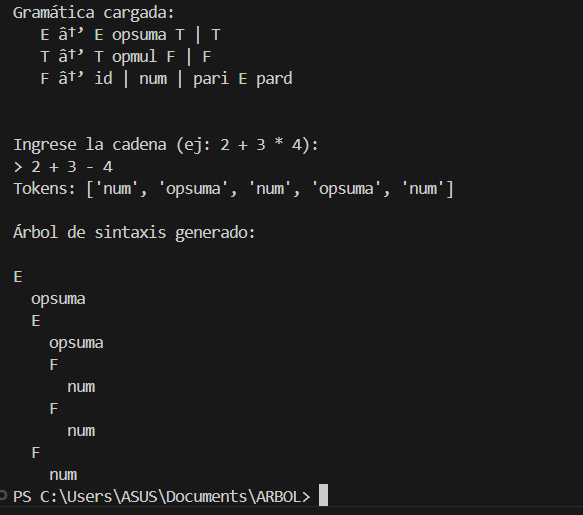 Gramática cargada:
E â†’ E opsuma T | T
T â†’ T opmul F | F
F â†’ id | num | pari E pard
Ingrese la cadena (ej: 2 + 3 * 4):
> 2 + 3 - 4
Tokens: ['num', 'opsuma', 'num', 'opsuma', 'num']
Árbol de sintaxis generado:
E
opsuma
E
opsuma
F
num
F
num
F
num
PS C:\Users\ASUS\Documents\ARBOL>